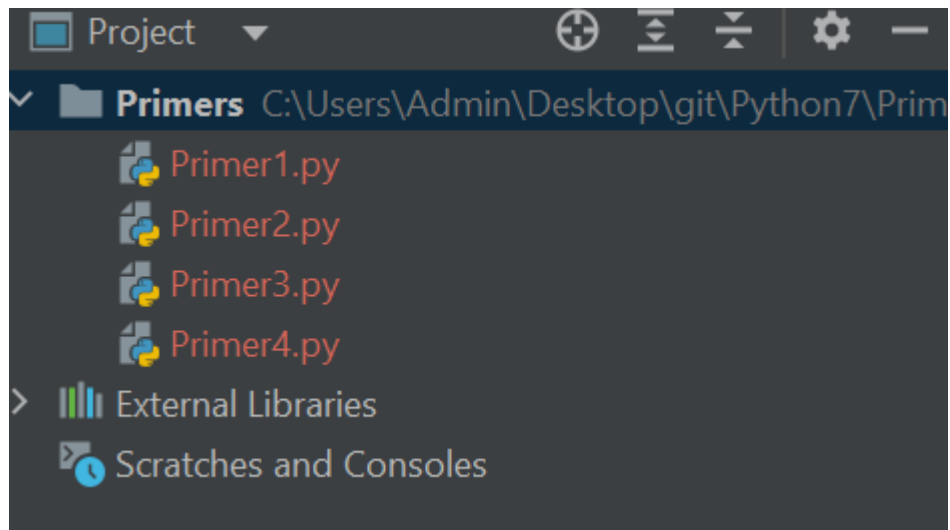 Project
Primers C:\Users\Admin\Desktop\git\Python7\Prim
Primer1.py
Primer2.py
Primer3.py
Primer4.py
External Libraries
Scratches and Consoles